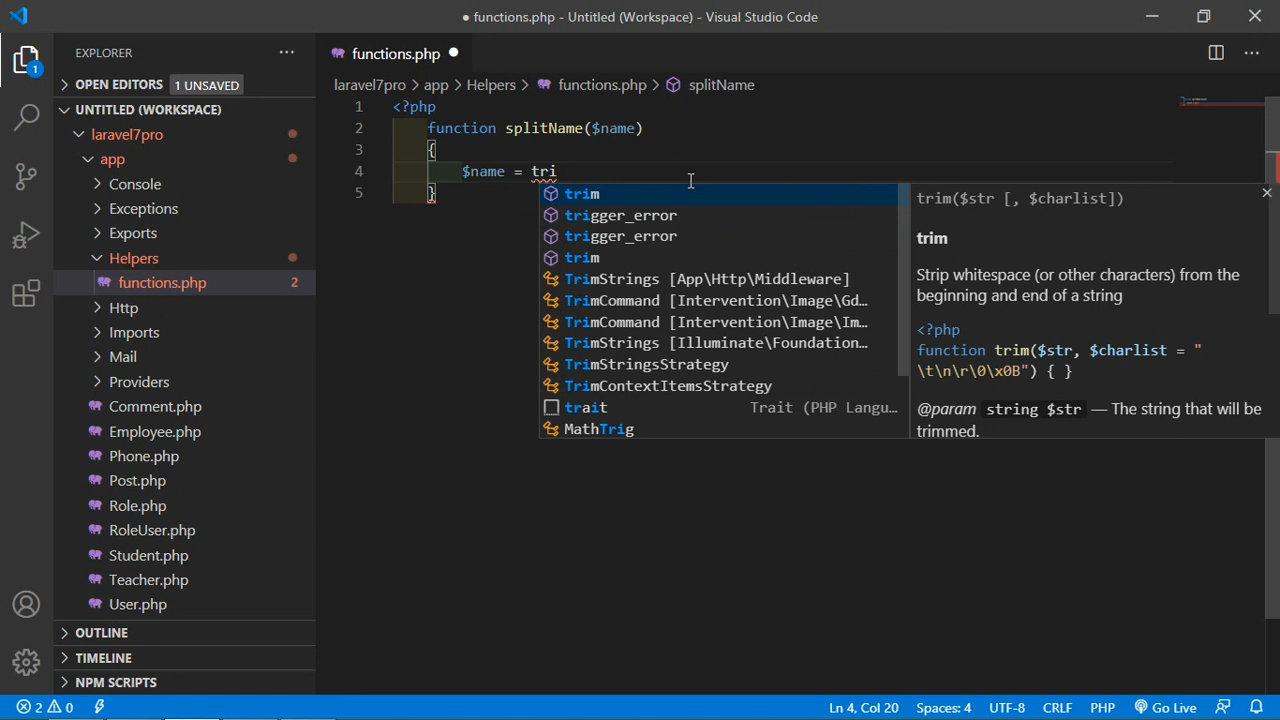 ● functions.php - Untitled (Workspace) - Visual Studio Code
EXPLORER
OPEN EDITORS 1 UNSAVED
UNTITLED (WORKSPACE)
laravel7pro
app
Console
Exceptions
Exports
Helpers
functions.php 2
Http
Imports
Mail
Providers
Comment.php
Employee.php
Phone.php
Post.php
Role.php
RoleUser.php
Student.php
Teacher.php
User.php
OUTLINE
TIMELINE
NPM SCRIPTS
1
functions.php
laravel7pro > app > Helpers > functions.php > splitName
1 <?php
2 function splitName($name)
3 {
4 $name = tri
5 }
trim
trigger_error
trigger_error
trim
TrimStrings [App\Http\Middleware]
TrimCommand [Intervention\Image\Gd…
TrimCommand [Intervention\Image\Im…
TrimStrings [Illuminate\Foundation…
TrimStringsStrategy
TrimContextItemsStrategy
trait Trait (PHP Langu…
MathTrig
trim($str [, $charlist])
trim
Strip whitespace (or other characters) from the
beginning and end of a string
<?php
function trim($str, $charlist = "
\t\n\r\0\x0B") { }
@param string $str — The string that will be
trimmed.
2 0 Ln 4, Col 20 Spaces: 4 UTF-8 CRLF PHP Go Live